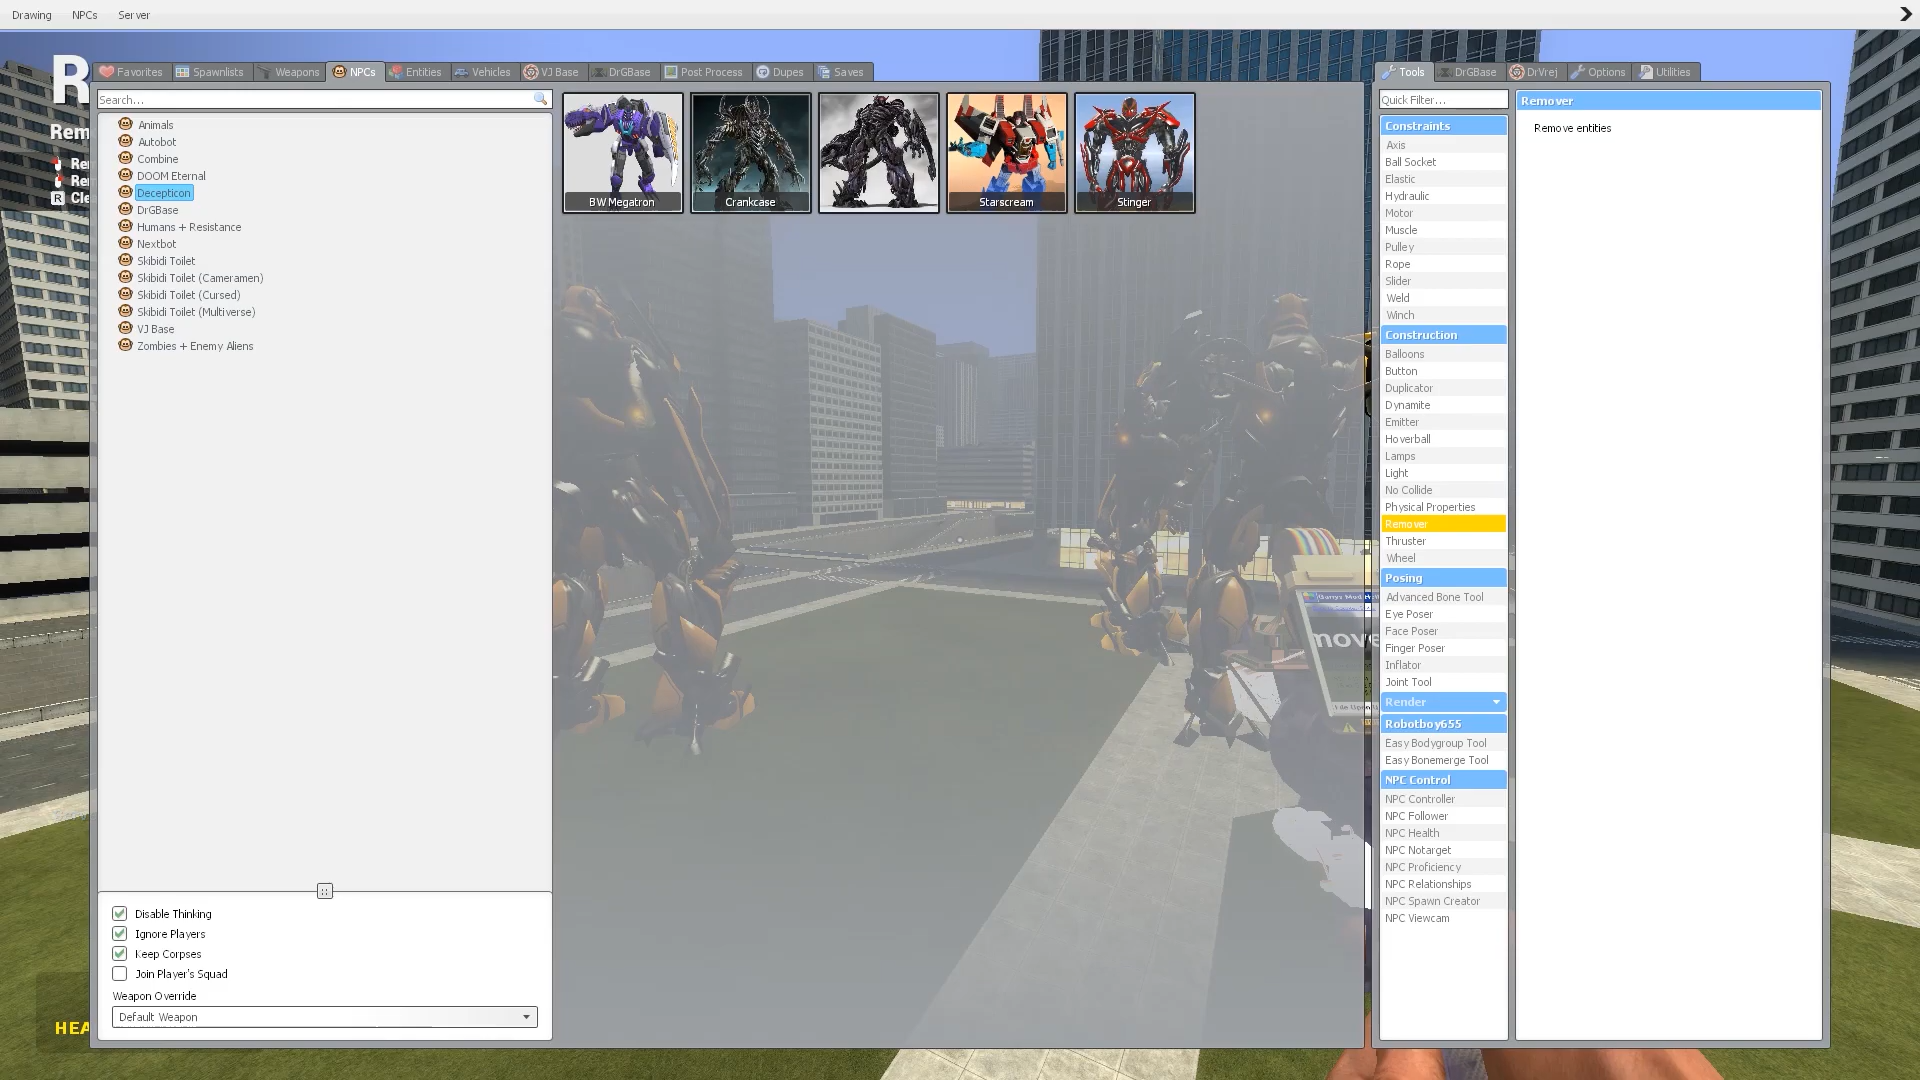 Drawing NPCs Server
R
Rem
Re
Re
R Cle
Favorites Spawnlists Weapons NPCs Entities Vehicles VJ Base DrGBase Post Process Dupes Saves
Search...
Animals
Autobot
Combine
DOOM Eternal
Decepticon
DrGBase
Humans + Resistance
Nextbot
Skibidi Toilet
Skibidi Toilet (Cameramen)
Skibidi Toilet (Cursed)
Skibidi Toilet (Multiverse)
VJ Base
Zombies + Enemy Aliens
Disable Thinking
Ignore Players
Keep Corpses
Join Player's Squad
Weapon Override
Default Weapon
HEA
BW Megatron
Crankcase
Starscream
Stinger
move
Tools DrGBase DrVrej Options Utilities
Quick Filter...
Constraints
Axis
Ball Socket
Elastic
Hydraulic
Motor
Muscle
Pulley
Rope
Slider
Weld
Winch
Construction
Balloons
Button
Duplicator
Dynamite
Emitter
Hoverball
Lamps
Light
No Collide
Physical Properties
Remover
Thruster
Wheel
Posing
Advanced Bone Tool
Eye Poser
Face Poser
Finger Poser
Inflator
Joint Tool
Render
Robotboy655
Easy Bodygroup Tool
Easy Bonemerge Tool
NPC Control
NPC Controller
NPC Follower
NPC Health
NPC Notarget
NPC Proficiency
NPC Relationships
NPC Spawn Creator
NPC Viewcam
Remover
Remove entities